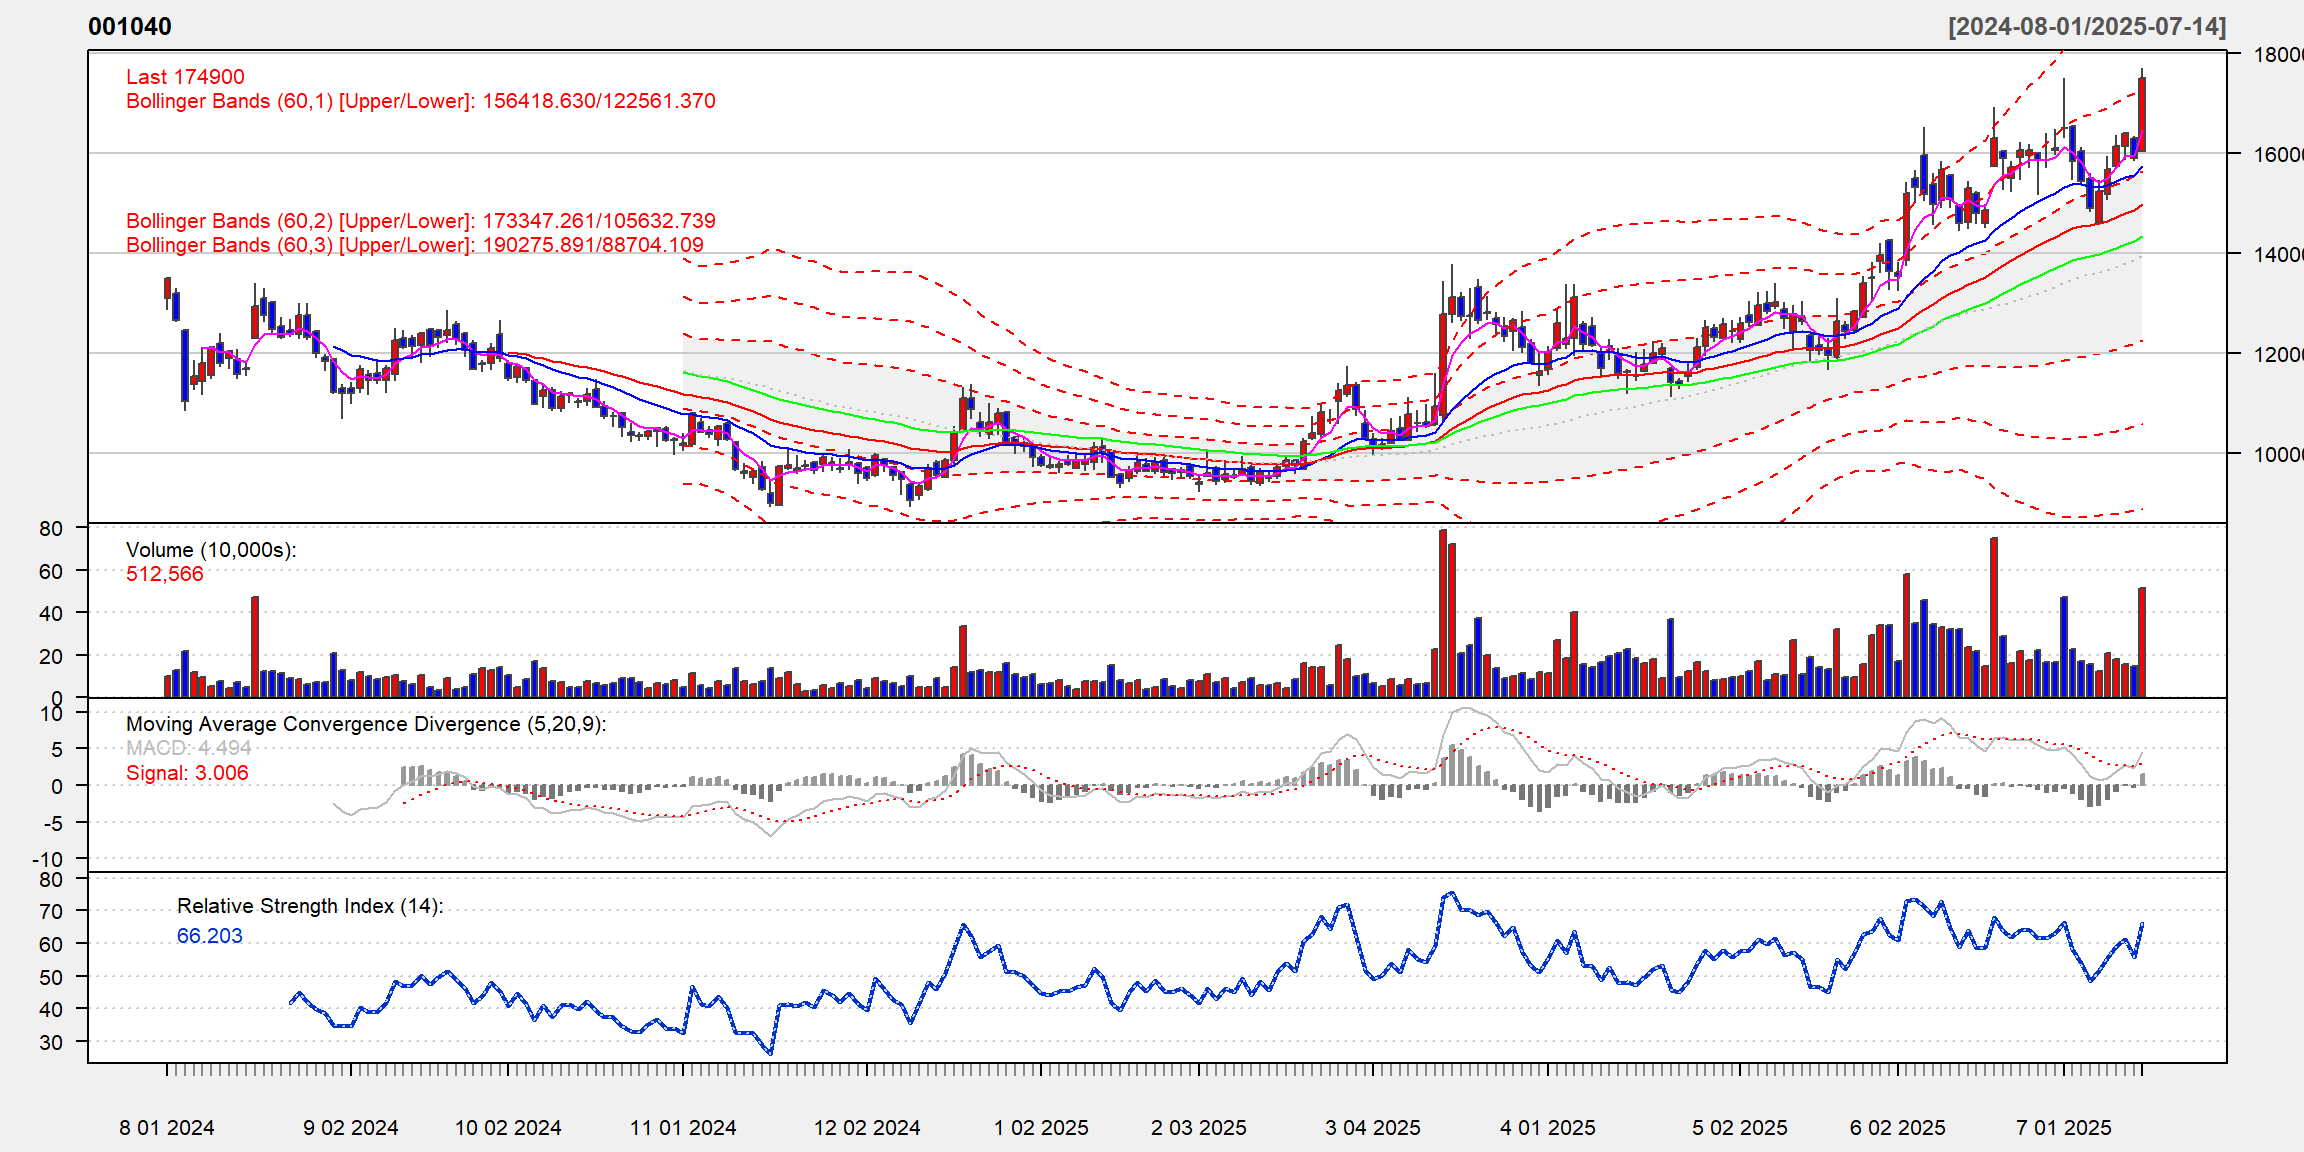 001040
[2024-08-01/2025-07-14]
Last 174900
Bollinger Bands (60,1) [Upper/Lower]: 156418.630/122561.370
Bollinger Bands (60,2) [Upper/Lower]: 173347.261/105632.739
Bollinger Bands (60,3) [Upper/Lower]: 190275.891/88704.109
18000
16000
14000
12000
10000
Volume (10,000s):
512,566
80
60
40
20
0
Moving Average Convergence Divergence (5,20,9):
MACD: 4.494
Signal: 3.006
10
5
0
-5
-10
Relative Strength Index (14):
66.203
80
70
60
50
40
30
8 01 2024
9 02 2024
10 02 2024
11 01 2024
12 02 2024
1 02 2025
2 03 2025
3 04 2025
4 01 2025
5 02 2025
6 02 2025
7 01 2025